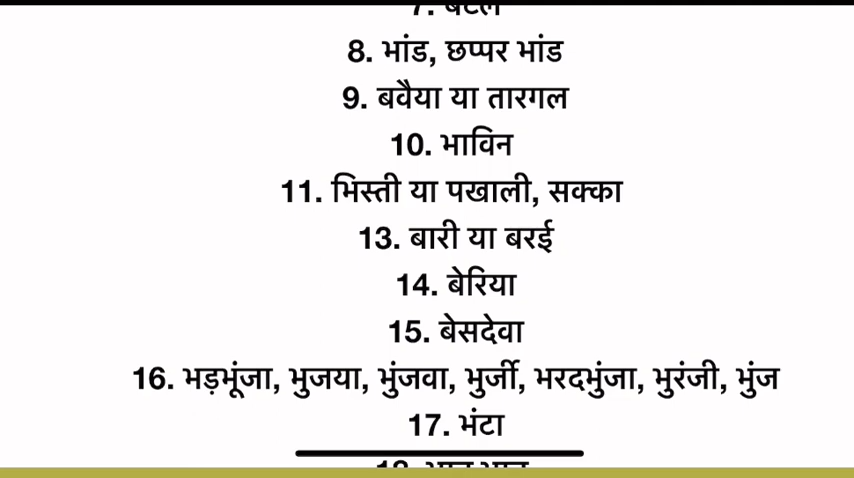 8. भांड, छप्पर भांड
9. बवैया या तारगल
10. भाविन
11. भिस्ती या पखाली, सक्का
13. बारी या बरई
14. बेरिया
15. बेसदेवा
16. भड़भूंजा, भुजया, भुंजवा, भुर्जी, भरदभुंजा, भुरंजी, भुंज
17. भंटा